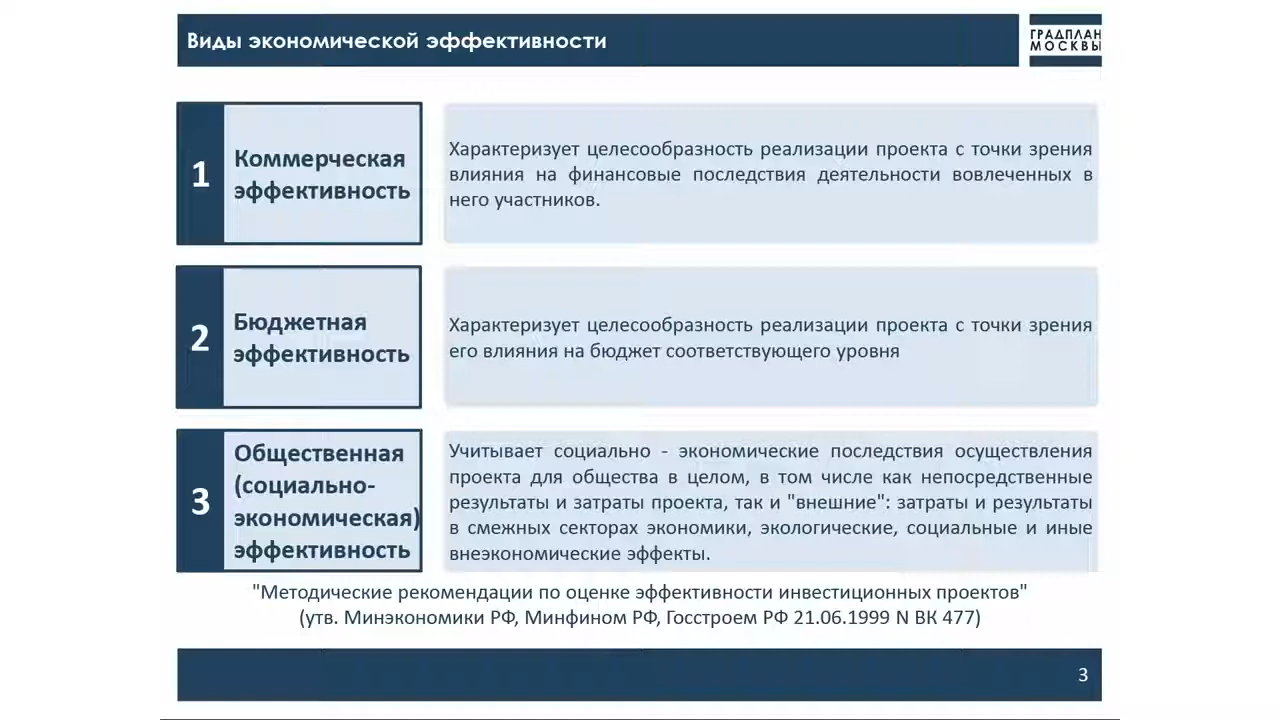 Виды экономической эффективности
ГРАДПЛАН
МОСКВЫ
1
Коммерческая
эффективность
Характеризует целесообразность реализации проекта с точки зрения
влияния на финансовые последствия деятельности вовлеченных в
него участников.
2
Бюджетная
эффективность
Характеризует целесообразность реализации проекта с точки зрения
его влияния на бюджет соответствующего уровня
3
Общественная
(социально-
экономическая)
эффективность
Учитывает социально - экономические последствия осуществления
проекта для общества в целом, в том числе как непосредственные
результаты и затраты проекта, так и "внешние": затраты и результаты
в смежных секторах экономики, экологические, социальные и иные
внеэкономические эффекты.
"Методические рекомендации по оценке эффективности инвестиционных проектов"
(утв. Минэкономики РФ, Минфином РФ, Госстроем РФ 21.06.1999 N ВК 477)
3